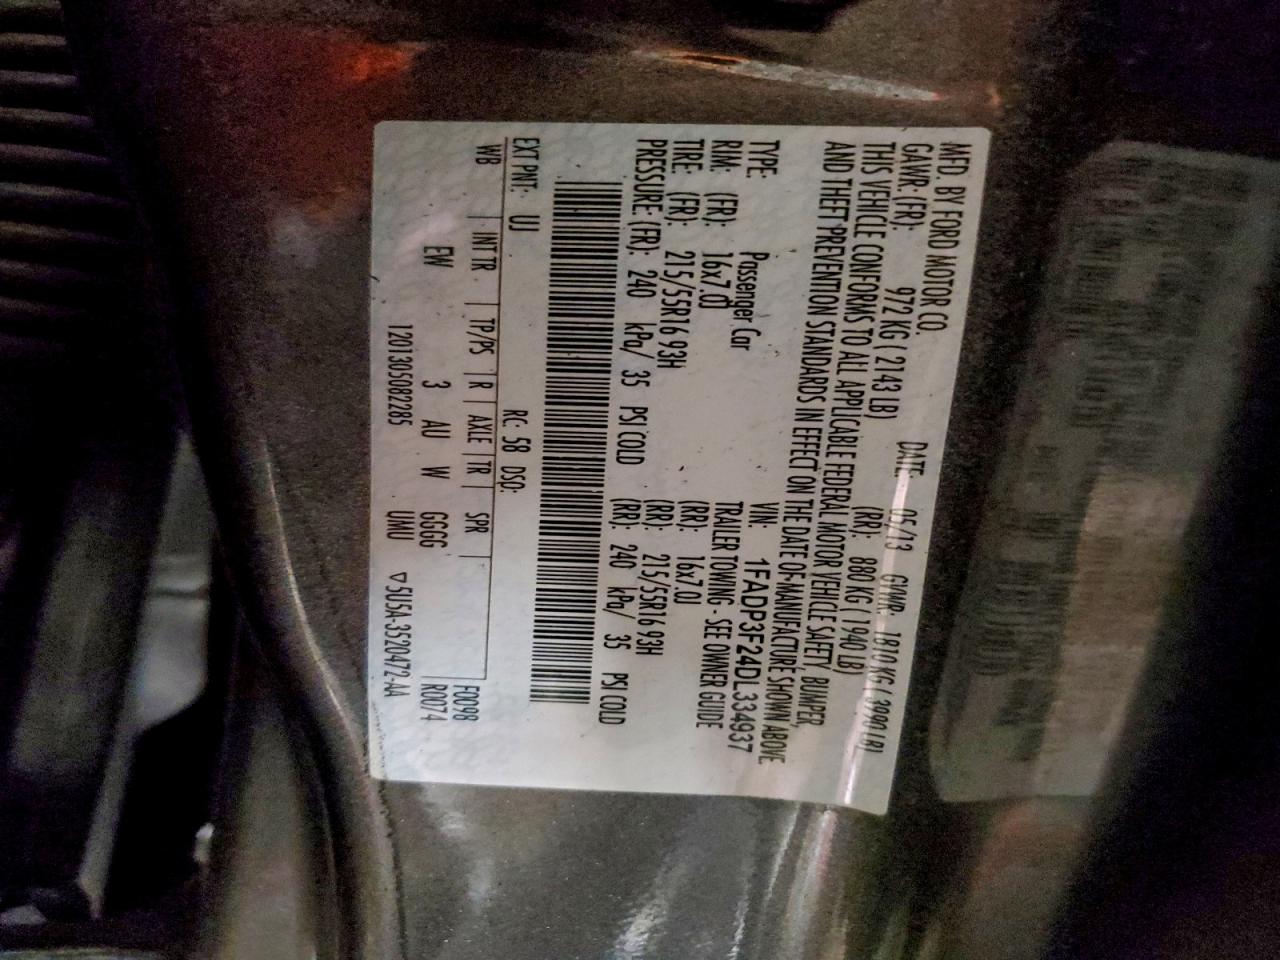 MFD. BY FORD MOTOR CO.
DATE: 05/13 GVWR: 1810 KG ( 3990 LB)
GAWR: (FR): 972 KG ( 2143 LB) (RR): 880 KG ( 1940 LB)
THIS VEHICLE CONFORMS TO ALL APPLICABLE FEDERAL MOTOR VEHICLE SAFETY, BUMPER,
AND THEFT PREVENTION STANDARDS IN EFFECT ON THE DATE OF MANUFACTURE SHOWN ABOVE.
VIN: 1FADP3F24DL334937
TYPE: Passenger Car TRAILER TOWING - SEE OWNER GUIDE
RIM: (FR): 16x7.0J (RR): 16x7.0J
TIRE: (FR): 215/55R16 93H (RR): 215/55R16 93H
PRESSURE (FR): 240 kPa/ 35 PSI COLD (RR): 240 kPa/ 35 PSI COLD
EXT PNT: UJ RC: 58 DSO:
WB | INT TR | TP/PS | R | AXLE | TR | SPR | F0098
EW 3 AU W GGGG R0074
UMU
1201305082285 ▽5U5A-3520472-AA